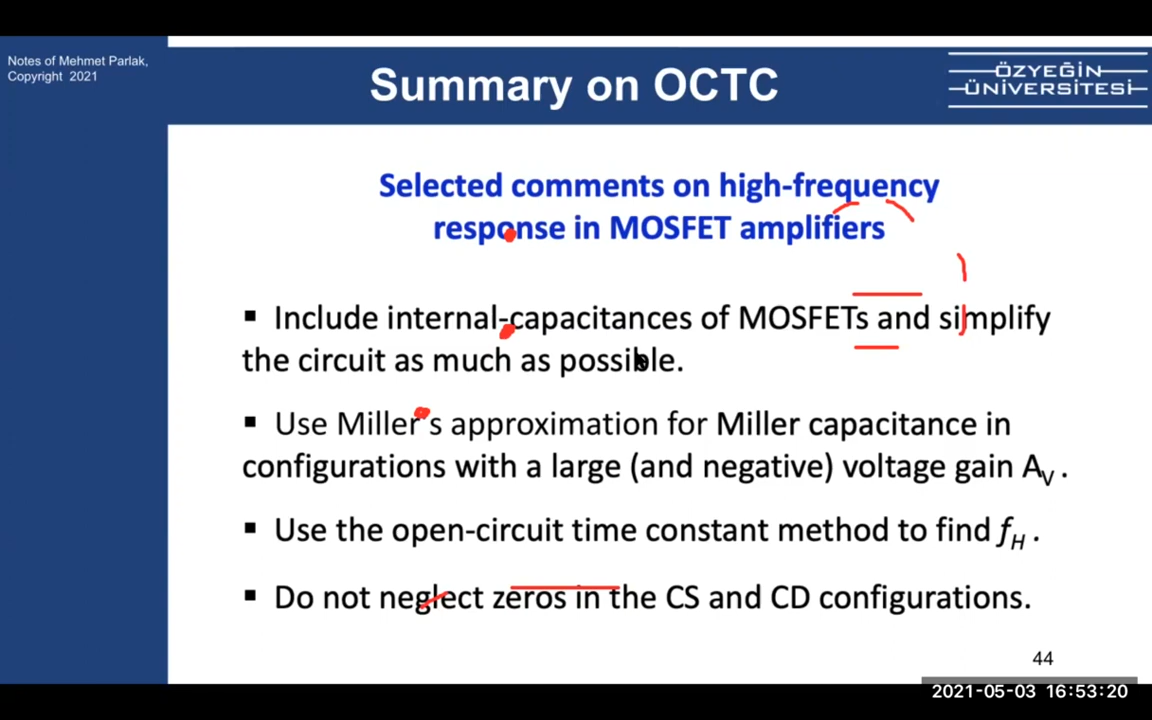 Notes of Mehmet Parlak,
Copyright 2021
Summary on OCTC
ÖZYEĞİN
ÜNİVERSİTESİ
Selected comments on high-frequency
response in MOSFET amplifiers
▪ Include internal-capacitances of MOSFETs and simplify
the circuit as much as possible.
▪ Use Miller's approximation for Miller capacitance in
configurations with a large (and negative) voltage gain AV .
▪ Use the open-circuit time constant method to find fH .
▪ Do not neglect zeros in the CS and CD configurations.
44
2021-05-03 16:53:20